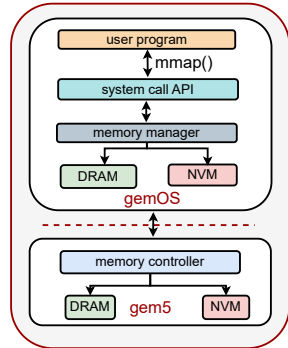 user program
mmap()
system call API
memory manager
DRAM NVM
gemOS
memory controller
DRAM gem5 NVM